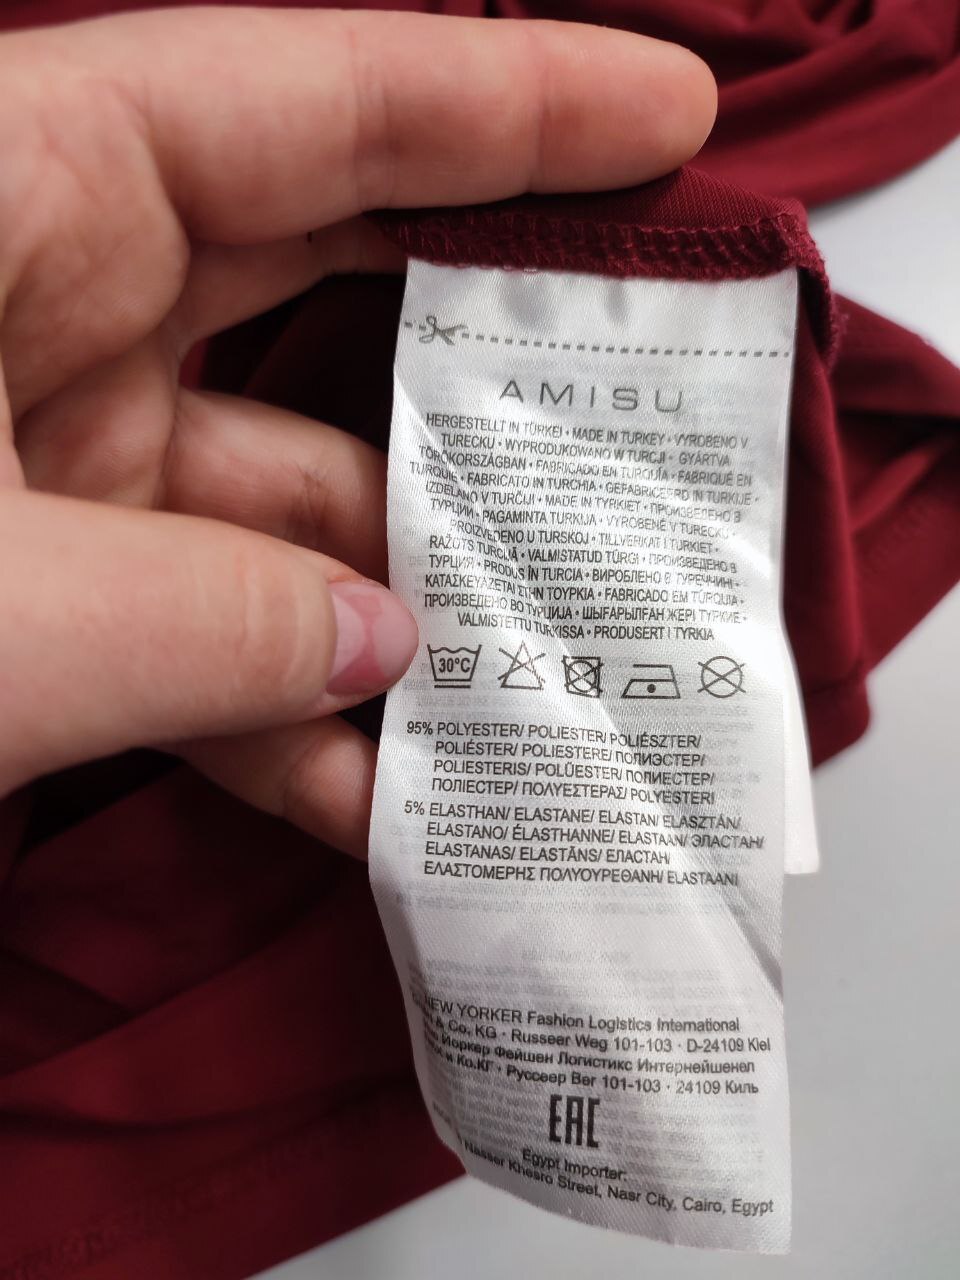 AMISU
HERGESTELLT IN TÜRKEI • MADE IN TURKEY • VYROBENO V
TURECKU • WYPRODUKOWANO W TURCJI • GYÁRTVA
TÖRÖKORSZÁGBAN • FABRICADO EN TURQUÍA • FABRIQUÉ EN
TURQUIE • FABRICATO IN TURCHIA • GEFABRICEERD IN TURKIJE •
IZDELANO V TURČIJI • MADE IN TYRKIET • ПРОИЗВЕДЕНО В
ТУРЦИИ • PAGAMINTA TURKIJA • VYROBENÉ V TURECKU •
PROIZVEDENO U TURSKOJ • TILLVERKAT I TURKIET •
RAŽOTS TURCIJĀ • VALMISTATUD TÜRGI • ПРОИЗВЕДЕНО В
ТУРЦИЯ • PRODUS ÎN TURCIA • ВИРОБЛЕНО В ТУРЕЧЧИНІ •
ΚΑΤΑΣΚΕΥΑΖΕΤΑΙ ΣΤΗΝ ΤΟΥΡΚΙΑ • FABRICADO EM TURQUIA •
ПРОИЗВЕДЕНО ВО ТУРЦИЈА • ШЫҒАРЫЛҒАН ЖЕРІ ТҮРКИЕ •
VALMISTETTU TURKISSA • PRODUSERT I TYRKIA
30°C
95% POLYESTER/ POLIESTER/ POLIÉSZTER/
POLIÉSTER/ POLIESTERE/ ПОЛИЭСТЕР/
POLIESTERIS/ POLÜESTER/ ПОЛИЕСТЕР/
ПОЛІЕСТЕР/ ΠΟΛΥΕΣΤΕΡΑΣ/ POLYESTERI
5% ELASTHAN/ ELASTANE/ ELASTAN/ ELASZTÁN/
ELASTANO/ ÉLASTHANNE/ ELASTAAN/ ЭЛАСТАН/
ELASTANAS/ ELASTĀNS/ ЕЛАСТАН/
ΕΛΑΣΤΟΜΕΡΗΣ ΠΟΛΥΟΥΡΕΘΑΝΗ/ ELASTAANI
NEW YORKER Fashion Logistics International
& Co. KG • Russeer Weg 101-103 • D-24109 Kiel
Йоркер Фейшен Логистикс Интернейшенел
и Ко.КГ • Руссеер Вег 101-103 • 24109 Киль
EAC
Egypt Importer:
Nasser Khesro Street, Nasr City, Cairo, Egypt